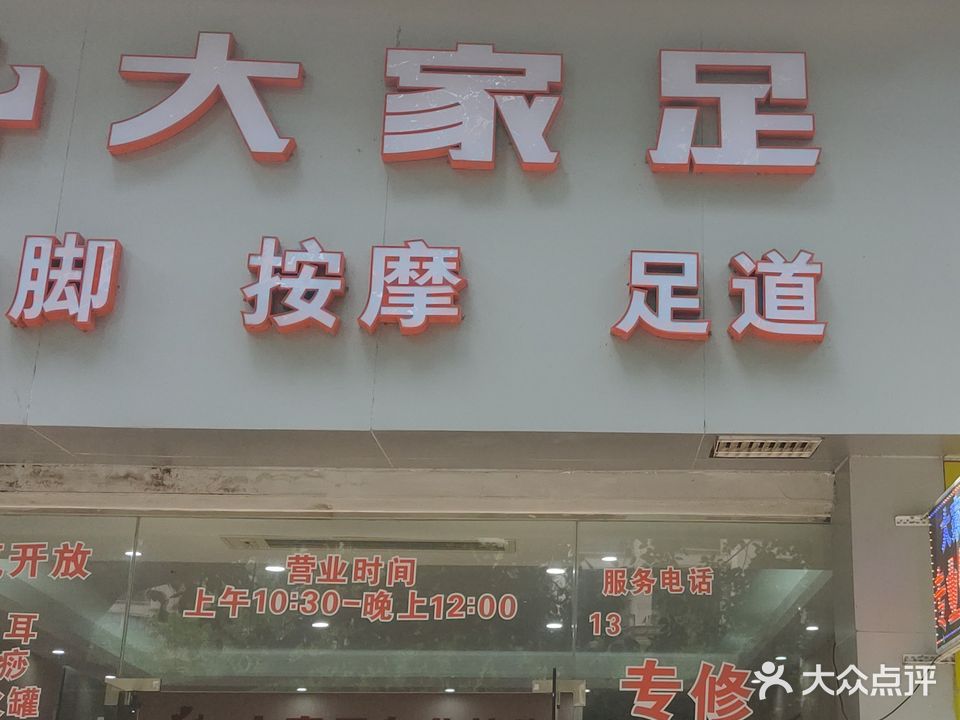 大家足
脚 按摩 足道
开放
营业时间
上午10:30-晚上12:00
服务电话
13
耳
痧
罐
专修
大众点评